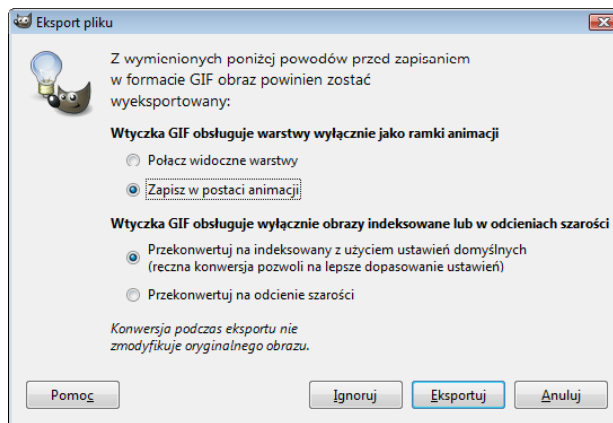 Eksport pliku
Z wymienionych poniżej powodów przed zapisaniem
w formacie GIF obraz powinien zostać
wyeksportowany:
Wtyczka GIF obsługuje warstwy wyłącznie jako ramki animacji
Połącz widoczne warstwy
Zapisz w postaci animacji
Wtyczka GIF obsługuje wyłącznie obrazy indeksowane lub w odcieniach szarości
Przekonwertuj na indeksowany z użyciem ustawień domyślnych
(ręczna konwersja pozwoli na lepsze dopasowanie ustawień)
Przekonwertuj na odcienie szarości
Konwersja podczas eksportu nie
zmodyfikuje oryginalnego obrazu.
Pomoc Ignoruj Eksportuj Anuluj